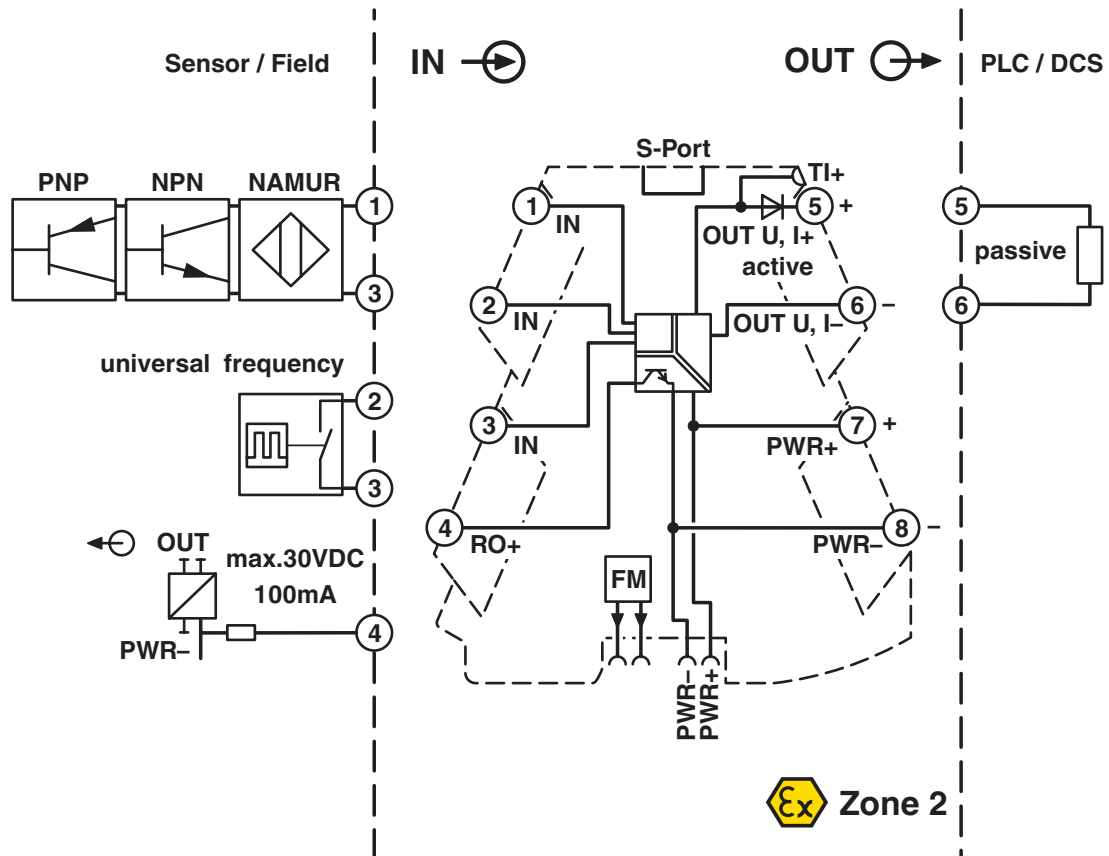 Sensor / Field
IN
OUT
PLC / DCS
S-Port
TI+
PNP
NPN
NAMUR
1
3
1
IN
5
+
OUT U, I+
active
5
passive
6
2
IN
6
–
OUT U, I–
universal frequency
2
3
3
IN
7
+
PWR+
4
RO+
8
–
PWR–
OUT
max.30VDC
100mA
PWR–
4
FM
PWR–
PWR+
Ex
Zone 2